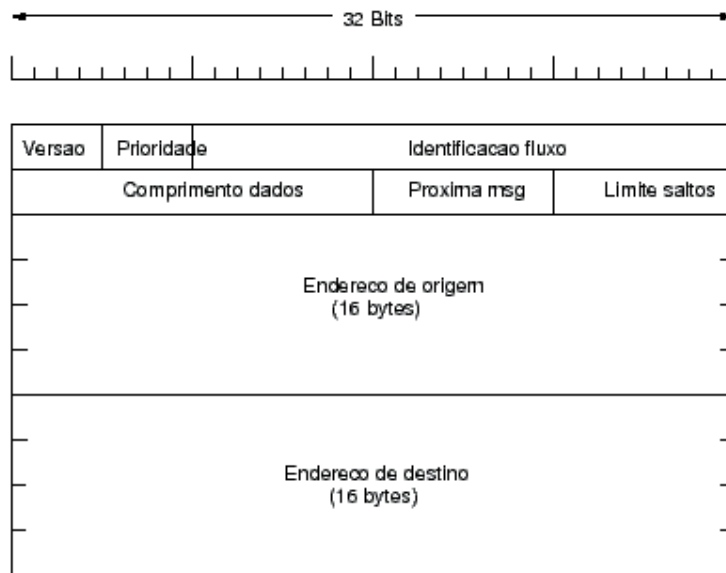 32 Bits
Versao Prioridade Identificacao fluxo
Comprimento dados Proxima msg Limite saltos
Endereco de origem
(16 bytes)
Endereco de destino
(16 bytes)